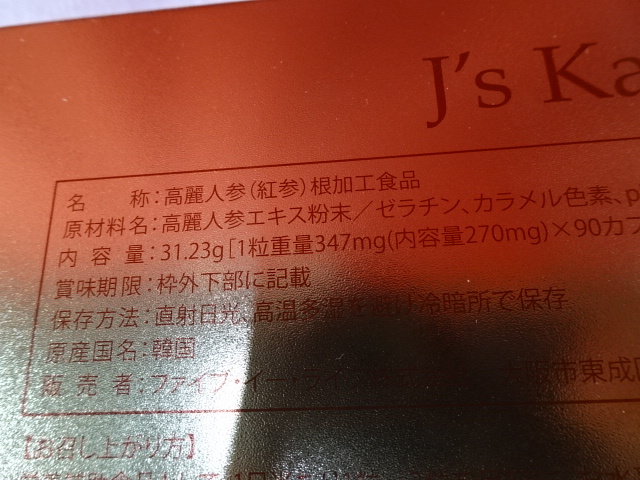 J's Ka
名 称：高麗人参（紅参）根加工食品
原材料名：高麗人参エキス粉末／ゼラチン、カラメル色素、p
内 容 量：31.23g［1粒重量347mg(内容量270mg)×90カプ
賞味期限：枠外下部に記載
保存方法：直射日光、高温多湿を避け冷暗所で保存
原産国名：韓国
販 売 者：ファイブ・イー・ライフ 大阪市東成区
【お召し上がり方】